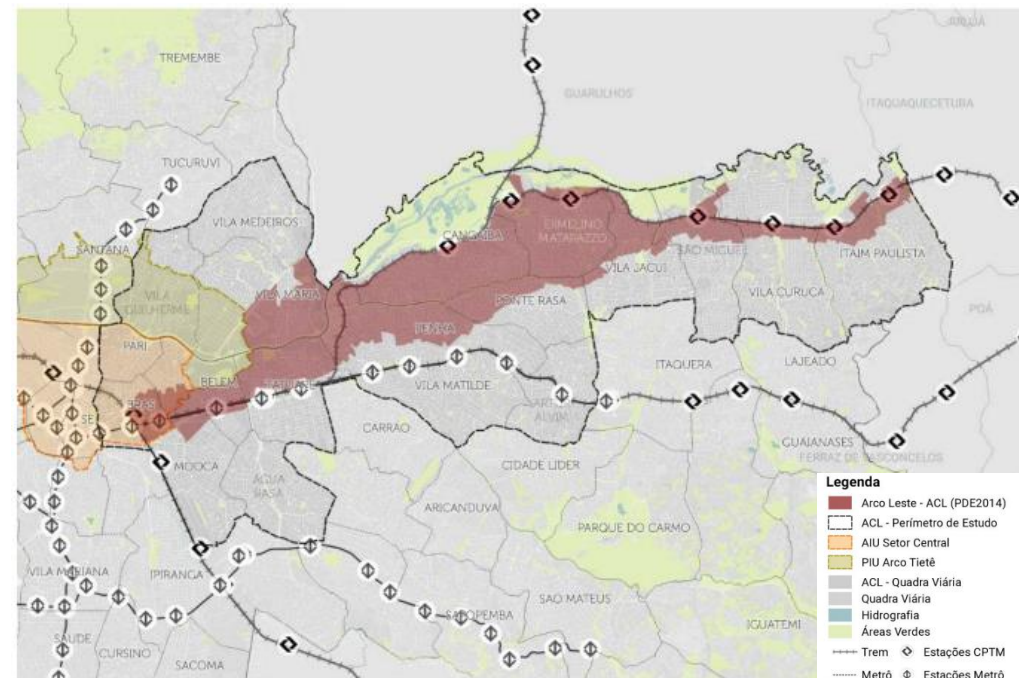 ARUJÁ
TREMEMBE
GUARULHOS
ITAQUAQUECETUBA
TUCURUVI
VILA MEDEIROS
SANTANA
CANGAIBA
ERMELINO
MATARAZZO
SÃO MIGUEL
ITAIM PAULISTA
VILA JACUI
VILA
GUILHERME
VILA MARIA
PONTE RASA
VILA CURUCA
POÁ
PENHA
PARI
ITAQUERA
LAJEADO
BELEM
TATUAPE
VILA MATILDE
BRAS
SE
ALVIM
CARRAO
GUAIANASES
FERRAZ DE VASCONCELOS
MOOCA
CIDADE LIDER
AGUA
RASA
ARICANDUVA
PARQUE DO CARMO
VILA MARIANA
IPIRANGA
SAO MATEUS
SAPOPEMBA
IGUATEMI
SAUDE
CURSINO
SACOMA
Legenda
Arco Leste - ACL (PDE2014)
ACL - Perímetro de Estudo
AIU Setor Central
PIU Arco Tietê
ACL - Quadra Viária
Quadra Viária
Hidrografia
Áreas Verdes
Trem Estações CPTM
Metrô Estações Metrô